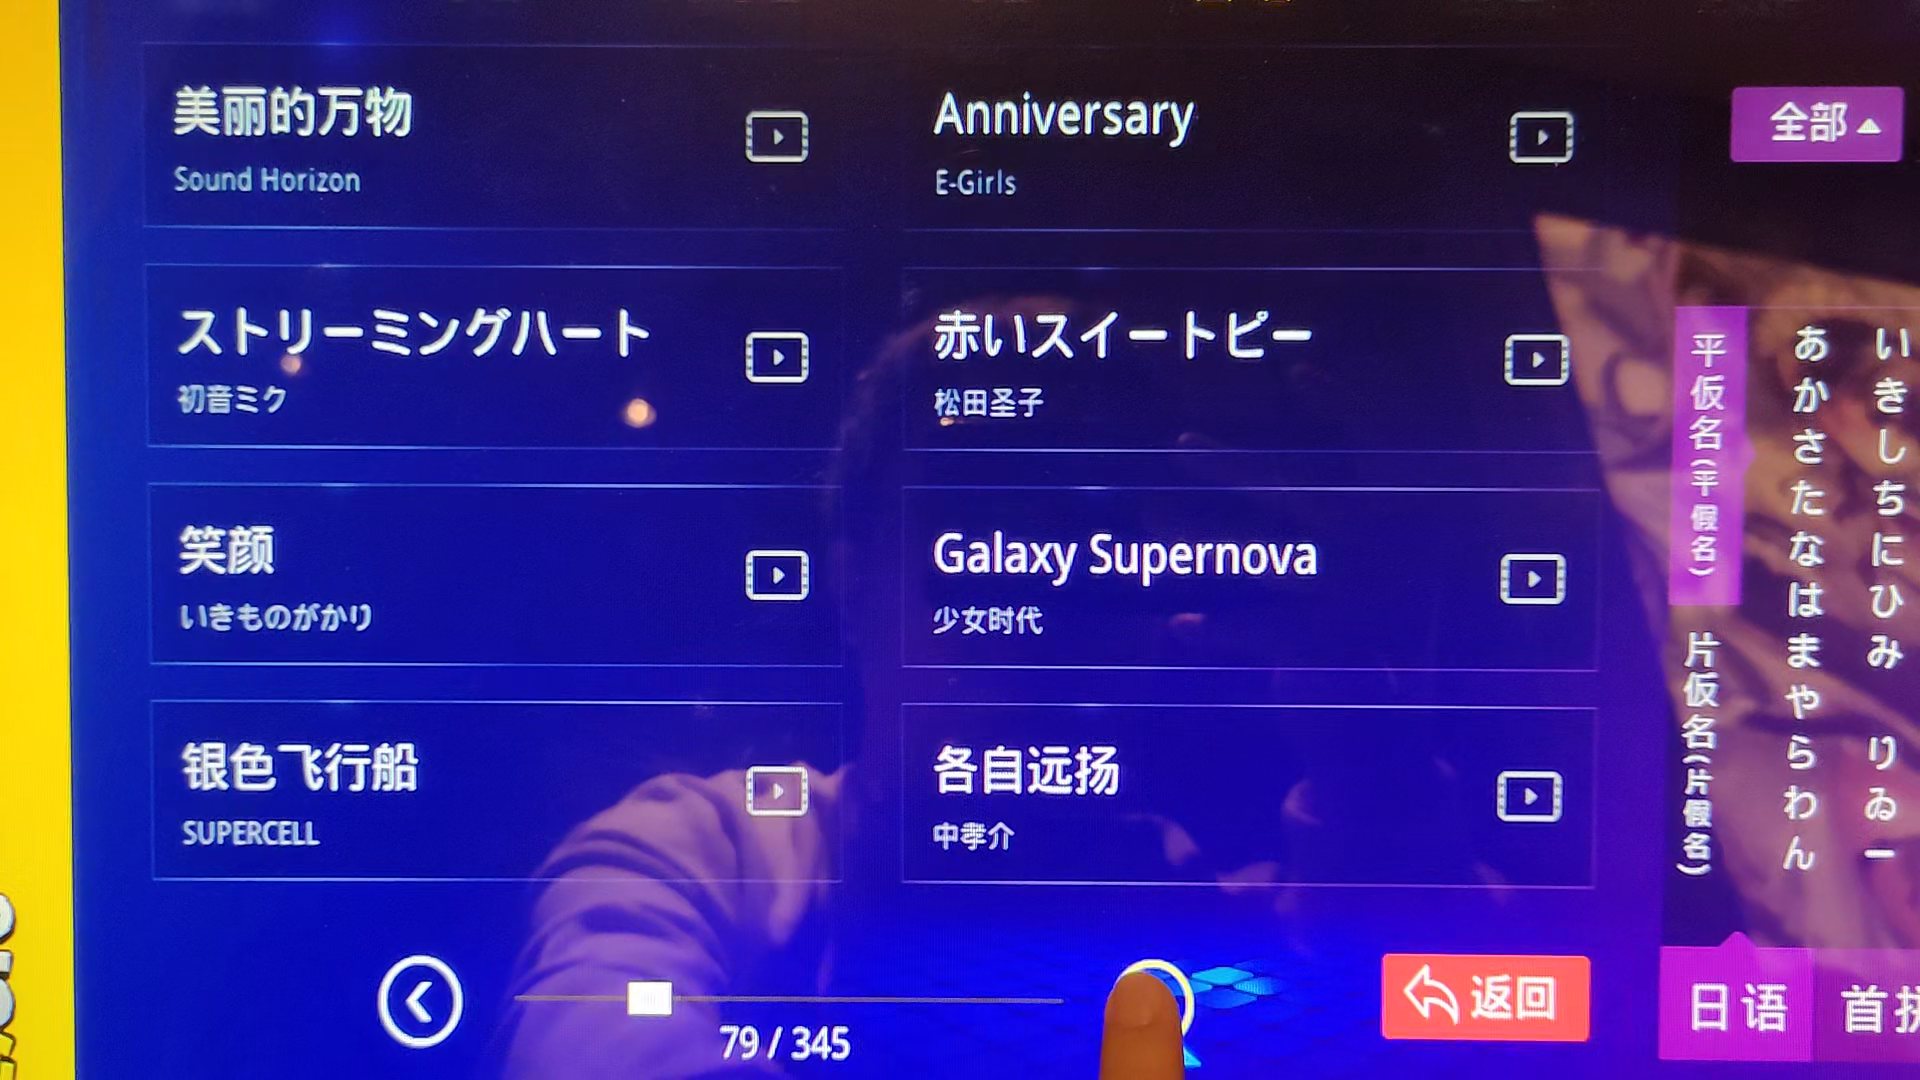 美丽的万物
Sound Horizon
Anniversary
E-Girls
ストリーミングハート
初音ミク
赤いスイートピー
松田圣子
笑颜
いきものがかり
Galaxy Supernova
少女时代
银色飞行船
SUPERCELL
各自远扬
中孝介
79 / 345
返回
全部
平仮名(平假名)
片仮名(片假名)
あかさたなはまやらわん
いきしちにひみ りゐー
日语
首拼